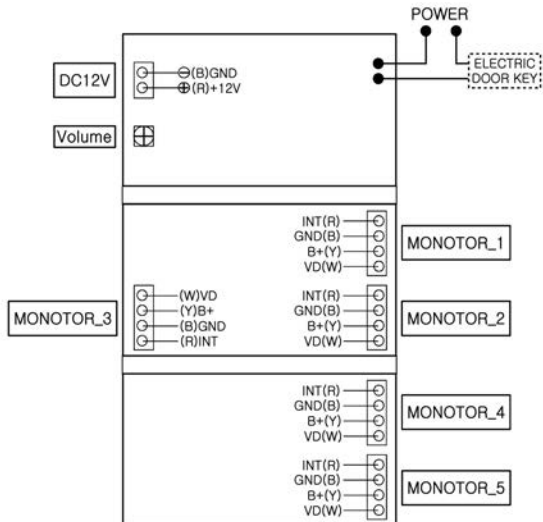 POWER
ELECTRIC
DOOR KEY
DC12V
⊖(B)GND
⊕(R)+12V
Volume
INT(R)
GND(B)
B+(Y)
VD(W)
MONOTOR_1
MONOTOR_3
(W)VD
(Y)B+
(B)GND
(R)INT
INT(R)
GND(B)
B+(Y)
VD(W)
MONOTOR_2
INT(R)
GND(B)
B+(Y)
VD(W)
MONOTOR_4
INT(R)
GND(B)
B+(Y)
VD(W)
MONOTOR_5